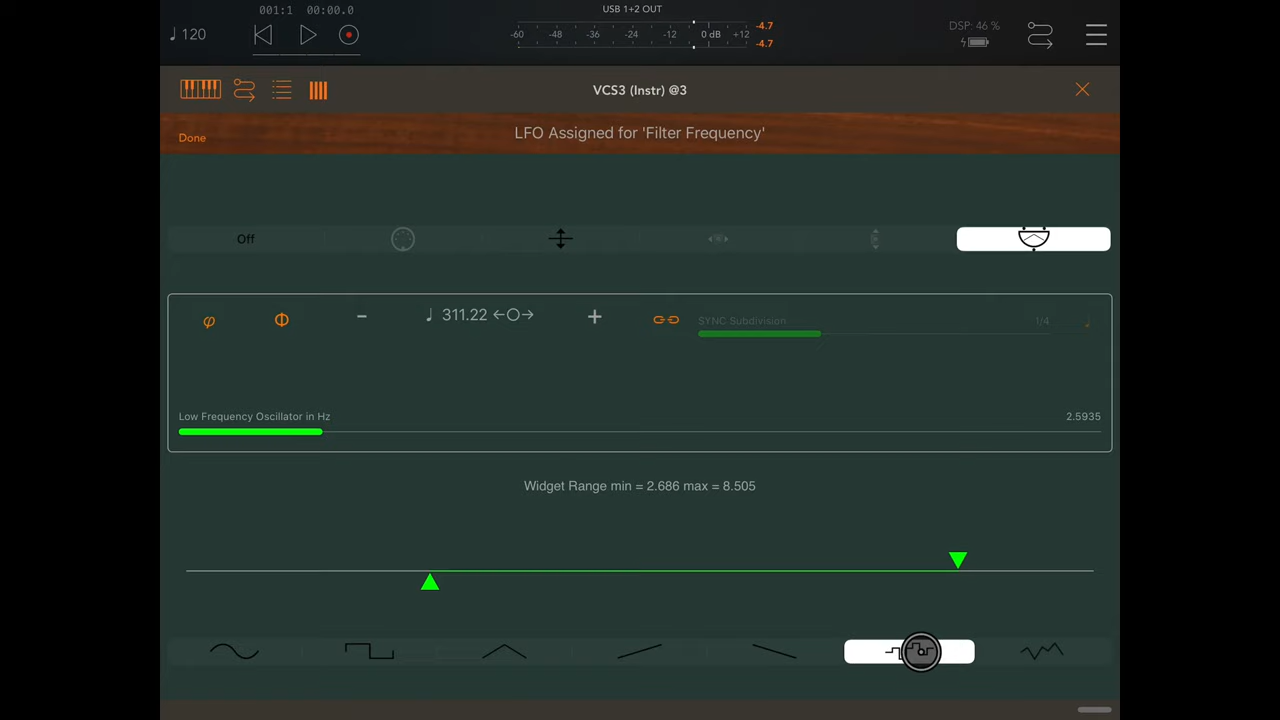 001:1 00:00.0
USB 1+2 OUT
♩ 120
-60 -48 -36 -24 -12 0 dB +12
-4.7
-4.7
DSP: 46 %
VCS3 (Instr) @3
Done
LFO Assigned for 'Filter Frequency'
Off
φ Φ − ♩ 311.22 ←O→ + SYNC Subdivision 1/4 ♩
Low Frequency Oscillator in Hz 2.5935
Widget Range min = 2.686 max = 8.505